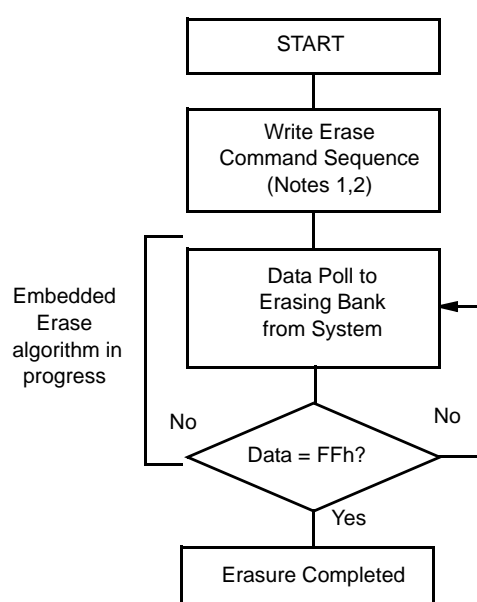 START
Write Erase
Command Sequence
(Notes 1,2)
Data Poll to
Erasing Bank
from System
Embedded
Erase
algorithm in
progress
No
No
Data = FFh?
Yes
Erasure Completed